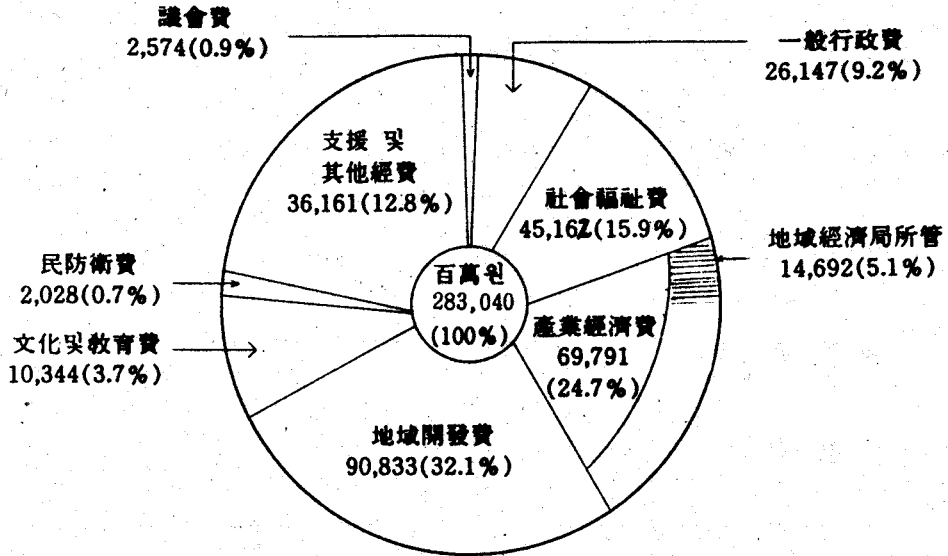 議會費
2,574(0.9%)
一般行政費
26,147(9.2%)
支援 및
其他經費
36,161(12.8%)
社會福祉費
45,162(15.9%)
地域經濟局所管
14,692(5.1%)
民防衛費
2,028(0.7%)
百萬원
283,040
(100%)
產業經濟費
69,791
(24.7%)
文化및敎育費
10,344(3.7%)
地域開發費
90,833(32.1%)